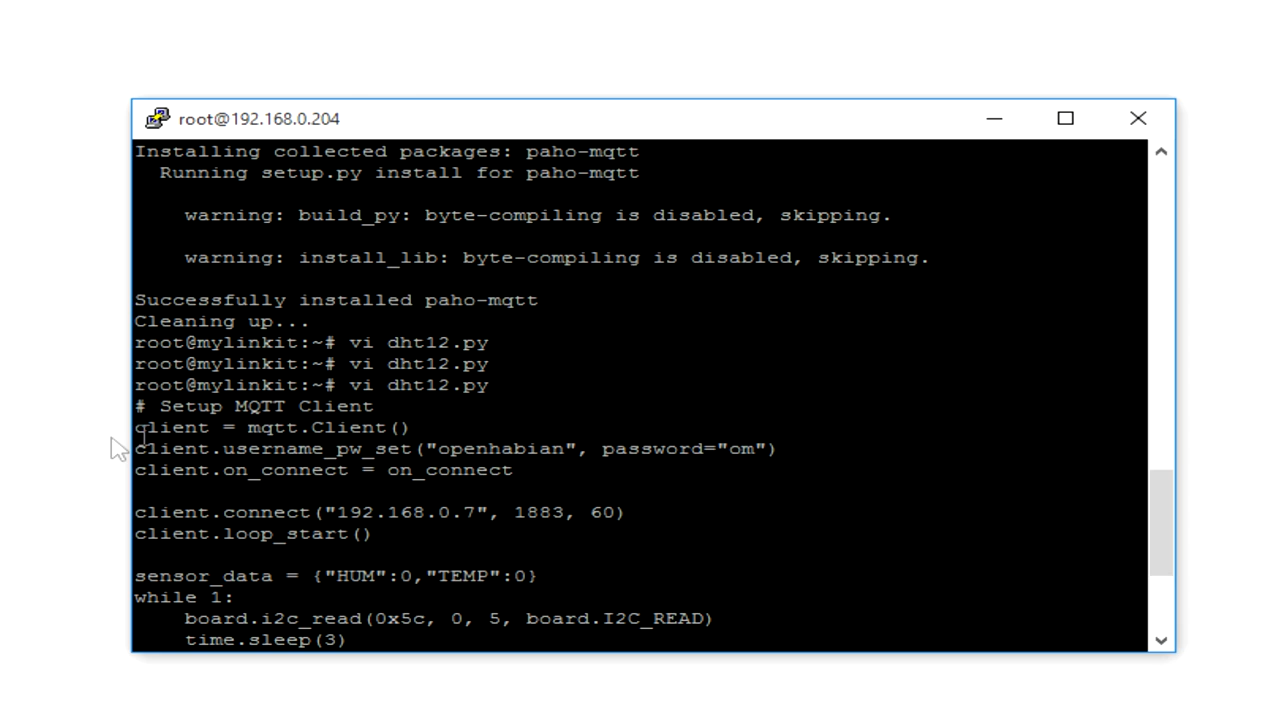 root@192.168.0.204
Installing collected packages: paho-mqtt
  Running setup.py install for paho-mqtt
    warning: build_py: byte-compiling is disabled, skipping.
    warning: install_lib: byte-compiling is disabled, skipping.
Successfully installed paho-mqtt
Cleaning up...
root@mylinkit:~# vi dht12.py
root@mylinkit:~# vi dht12.py
root@mylinkit:~# vi dht12.py
# Setup MQTT Client
client = mqtt.Client()
client.username_pw_set("openhabian", password="om")
client.on_connect = on_connect
client.connect("192.168.0.7", 1883, 60)
client.loop_start()
sensor_data = {"HUM":0,"TEMP":0}
while 1:
    board.i2c_read(0x5c, 0, 5, board.I2C_READ)
    time.sleep(3)